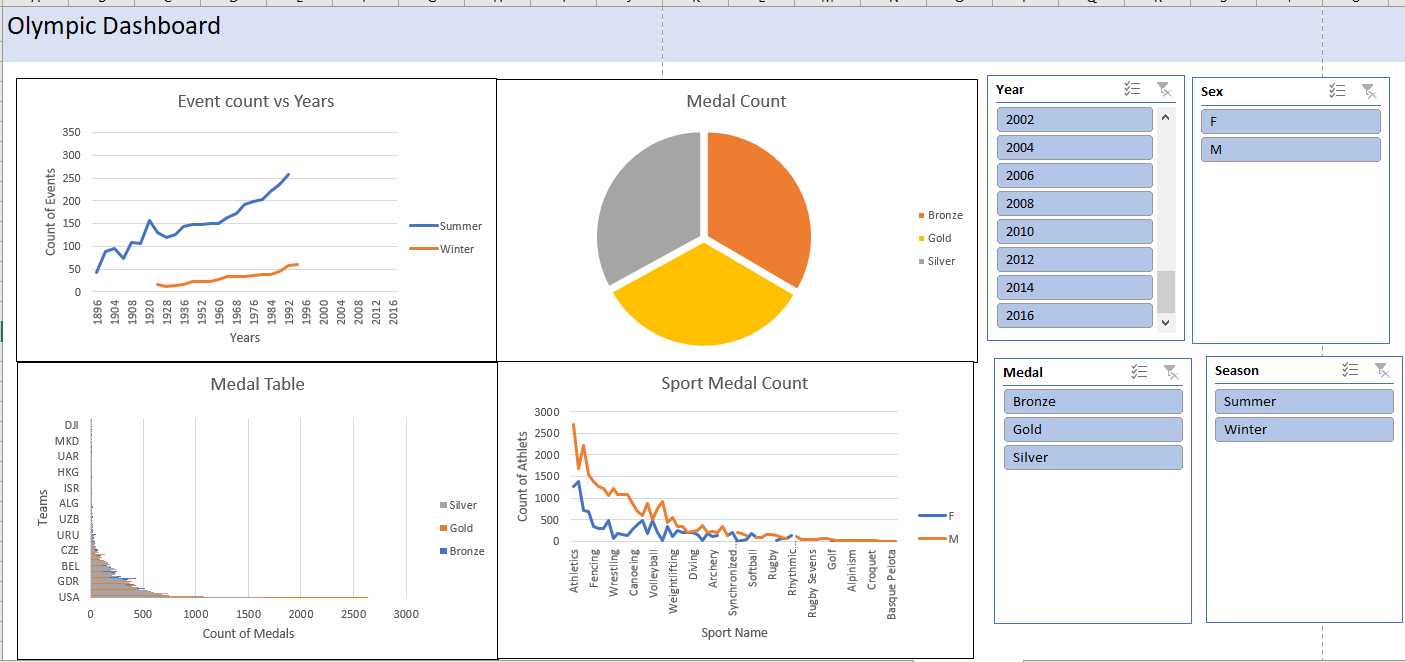 Olympic Dashboard
Event count vs Years
350
300
250
200
150
100
50
0
Count of Events
1896
1904
1912
1920
1928
1936
1952
1960
1968
1976
1984
1992
2000
2004
2008
2012
2016
Years
Summer
Winter
Medal Count
Bronze
Gold
Silver
Year
2002
2004
2006
2008
2010
2012
2014
2016
Sex
F
M
Medal Table
DJI
MKD
UAR
HKG
ISR
ALG
UZB
URU
CZE
BEL
GDR
USA
Teams
0 500 1000 1500 2000 2500 3000
Count of Medals
Silver
Gold
Bronze
Sport Medal Count
3000
2500
2000
1500
1000
500
0
Count of Athlets
Athletics
Fencing
Wrestling
Canoeing
Volleyball
Weightlifting
Diving
Archery
Synchronized...
Softball
Rugby
Rhythmic...
Rugby Sevens
Golf
Alpinism
Croquet
Basque Pelota
Sport Name
F
M
Medal
Bronze
Gold
Silver
Season
Summer
Winter